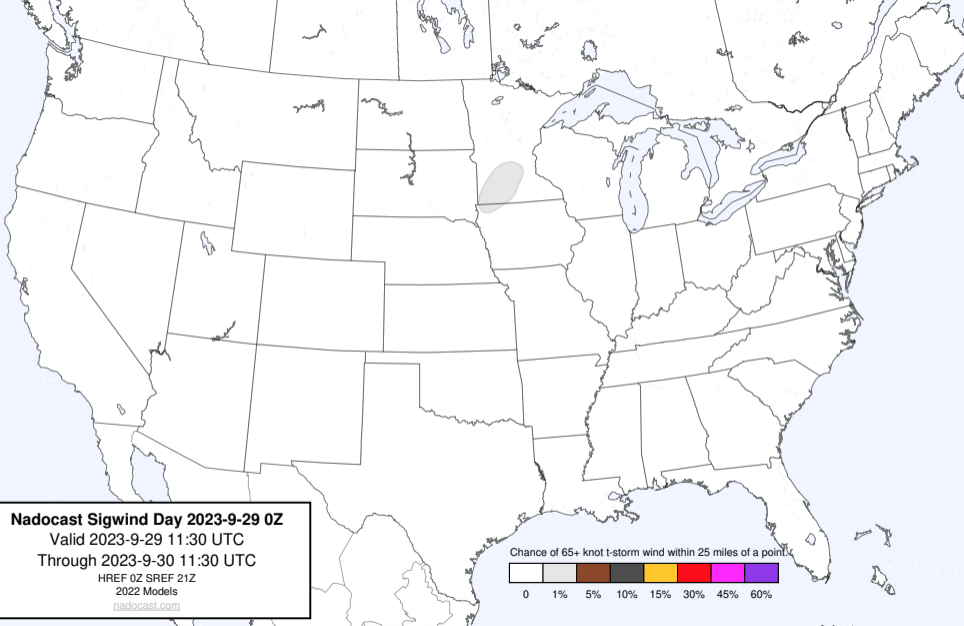 Nadocast Sigwind Day 2023-9-29 0Z
Valid 2023-9-29 11:30 UTC
Through 2023-9-30 11:30 UTC
HREF 0Z SREF 21Z
2022 Models
nadocast.com
Chance of 65+ knot t-storm wind within 25 miles of a point.
0 1% 5% 10% 15% 30% 45% 60%